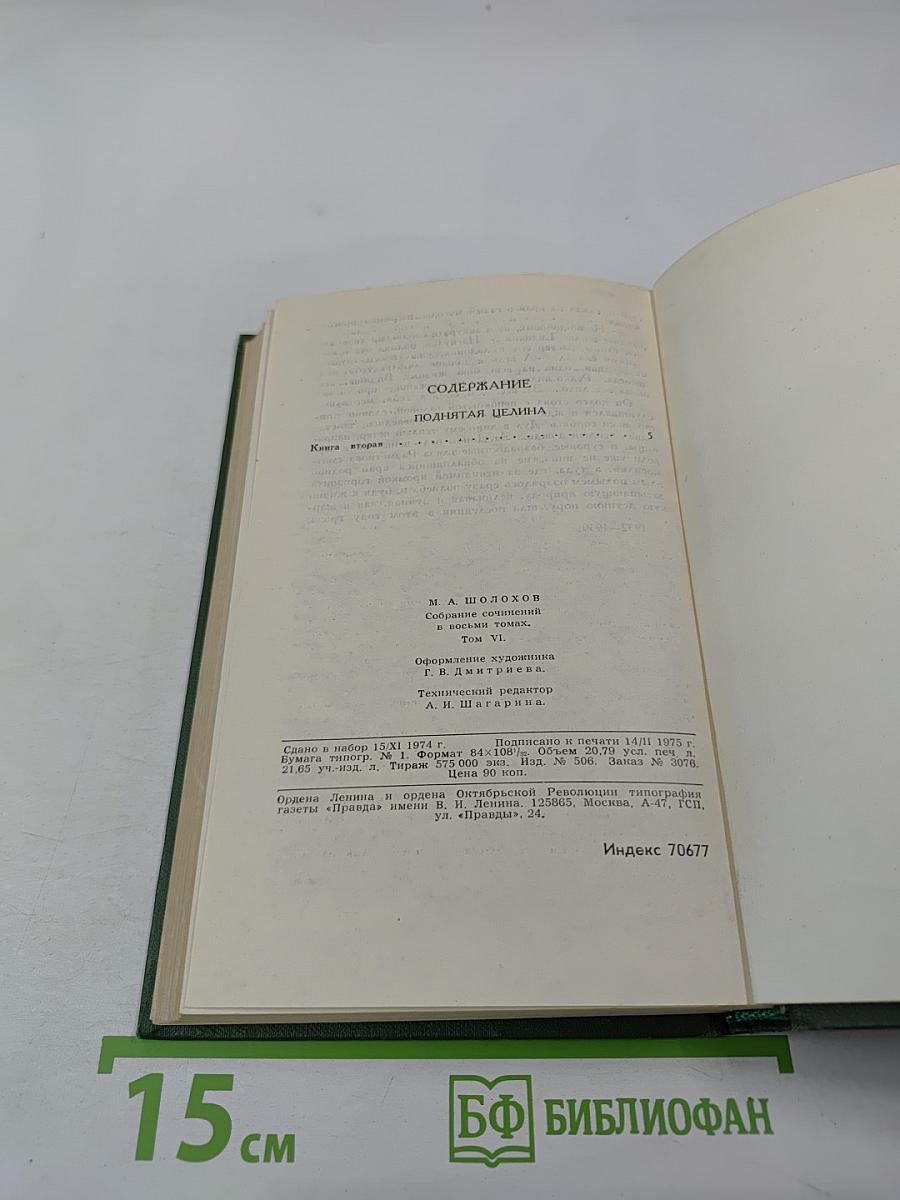 СОДЕРЖАНИЕ
ПОДНЯТАЯ ЦЕЛИНА
Книга вторая . . . . . . . . . . . . . . . . . . 5
М. А. ШОЛОХОВ
Собрание сочинений
в восьми томах.
Том VI.
Оформление художника
Г. В. Дмитриева.
Технический редактор
А. И. Шагарина.
Сдано в набор 15/XI 1974 г. Подписано к печати 14/II 1975 г.
Бумага типогр. № 1. Формат 84×108¹/₃₂. Объем 20,79 усл. печ л.
21,65 уч.-изд. л. Тираж 575 000 экз. Изд. № 506. Заказ № 3076.
Цена 90 коп.
Ордена Ленина и ордена Октябрьской Революции типография
газеты «Правда» имени В. И. Ленина. 125865, Москва, А-47, ГСП,
ул. «Правды», 24.
Индекс 70677
15 см
БФ БИБЛИОФАН